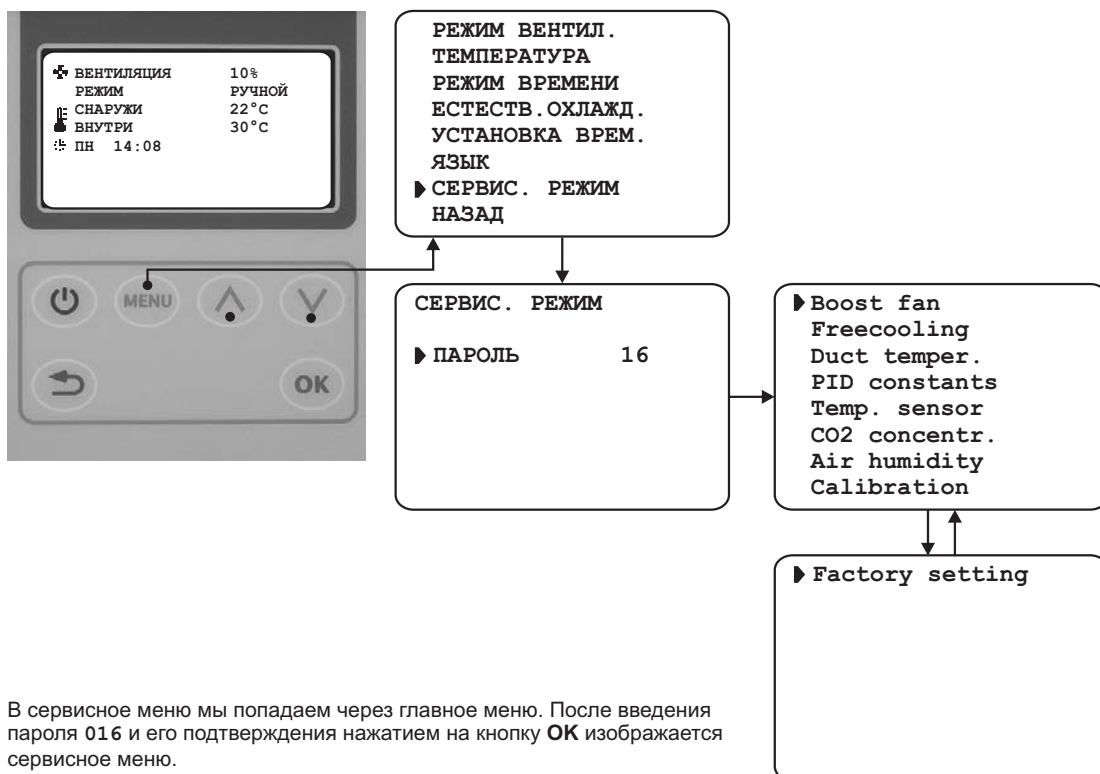 ВЕНТИЛЯЦИЯ 10%
РЕЖИМ РУЧНОЙ
СНАРУЖИ 22°C
ВНУТРИ 30°C
ПН 14:08
MENU
OK
РЕЖИМ ВЕНТИЛ.
ТЕМПЕРАТУРА
РЕЖИМ ВРЕМЕНИ
ЕСТЕСТВ.ОХЛАЖД.
УСТАНОВКА ВРЕМ.
ЯЗЫК
СЕРВИС. РЕЖИМ
НАЗАД
СЕРВИС. РЕЖИМ
ПАРОЛЬ 16
Boost fan
Freecooling
Duct temper.
PID constants
Temp. sensor
CO2 concentr.
Air humidity
Calibration
Factory setting
В сервисное меню мы попадаем через главное меню. После введения
пароля 016 и его подтверждения нажатием на кнопку OK изображается
сервисное меню.